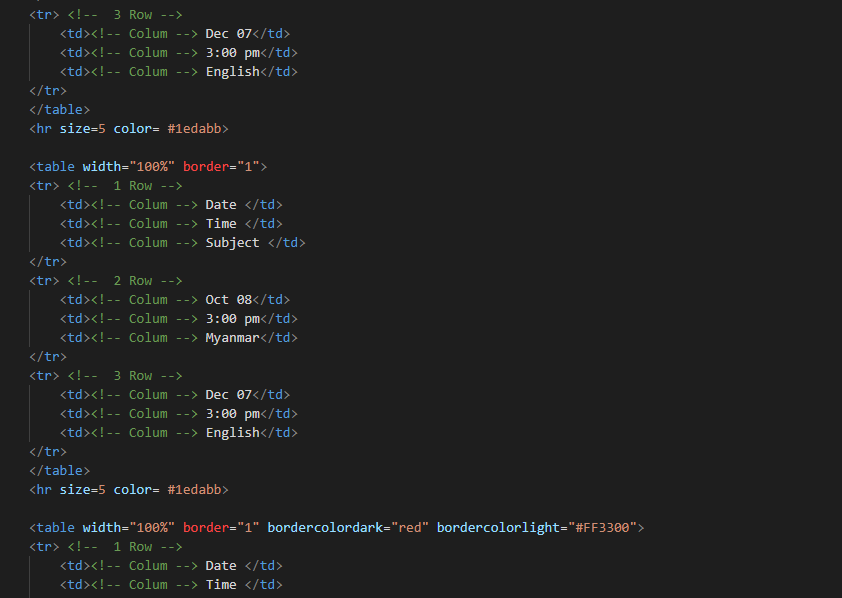 <tr> <!--  3 Row -->
<td><!-- Colum --> Dec 07</td>
<td><!-- Colum --> 3:00 pm</td>
<td><!-- Colum --> English</td>
</tr>
</table>
<hr size=5 color= #1edabb>
<table width="100%" border="1">
<tr> <!--  1 Row -->
<td><!-- Colum --> Date </td>
<td><!-- Colum --> Time </td>
<td><!-- Colum --> Subject </td>
</tr>
<tr> <!--  2 Row -->
<td><!-- Colum --> Oct 08</td>
<td><!-- Colum --> 3:00 pm</td>
<td><!-- Colum --> Myanmar</td>
</tr>
<tr> <!--  3 Row -->
<td><!-- Colum --> Dec 07</td>
<td><!-- Colum --> 3:00 pm</td>
<td><!-- Colum --> English</td>
</tr>
</table>
<hr size=5 color= #1edabb>
<table width="100%" border="1" bordercolordark="red" bordercolorlight="#FF3300">
<tr> <!--  1 Row -->
<td><!-- Colum --> Date </td>
<td><!-- Colum --> Time </td>